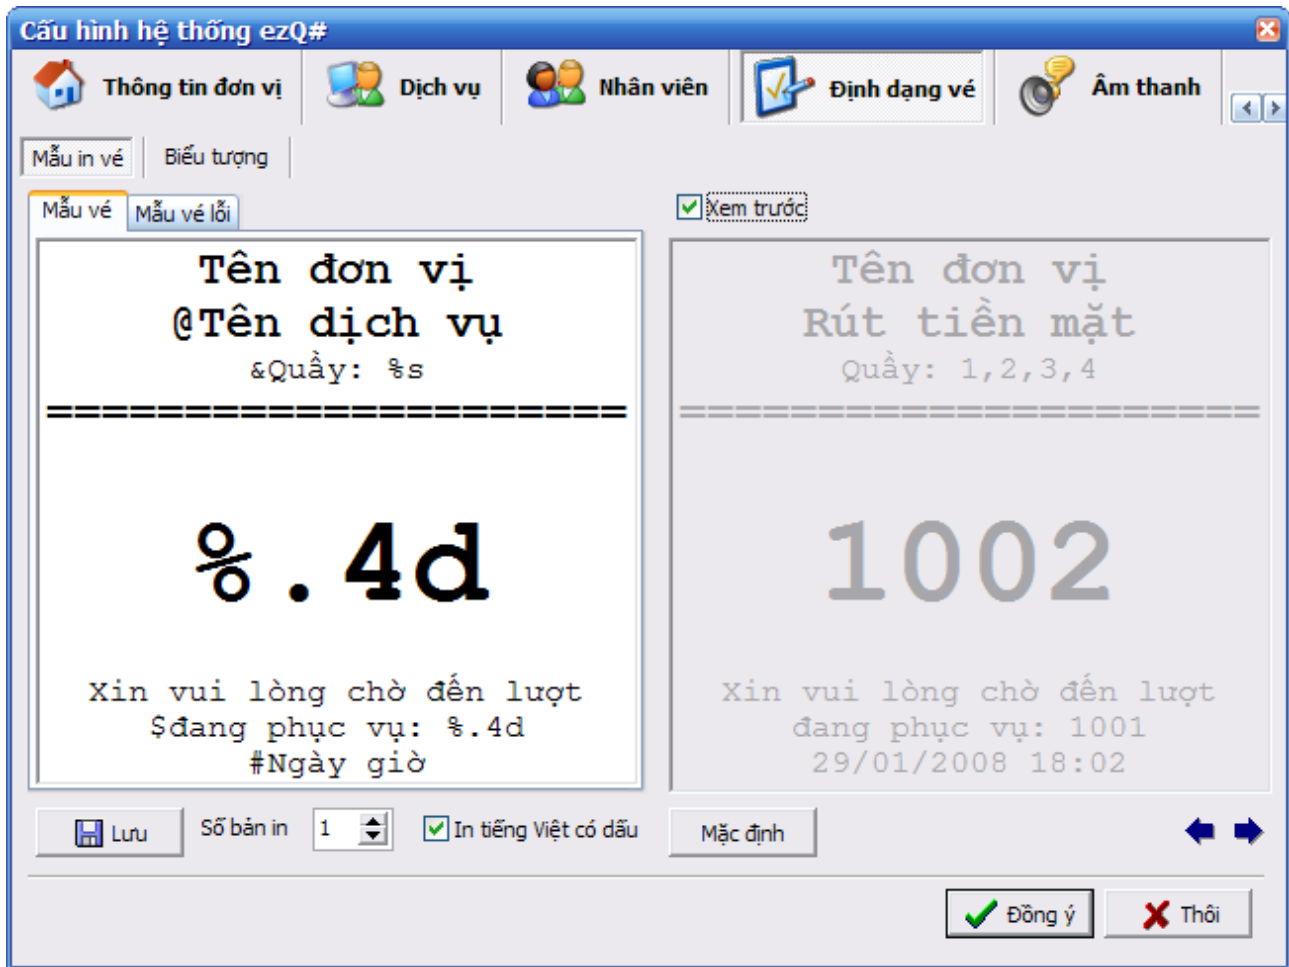 Cấu hình hệ thống ezQ#
Thông tin đơn vị
Dịch vụ
Nhân viên
Định dạng vé
Âm thanh
Mẫu in vé
Biểu tượng
Mẫu vé
Mẫu vé lỗi
Xem trước
Tên đơn vị
@Tên dịch vụ
&Quầy: %s
=====================
%.4d
Xin vui lòng chờ đến lượt
$đang phục vụ: %.4d
#Ngày giờ
Tên đơn vị
Rút tiền mặt
Quầy: 1,2,3,4
=====================
1002
Xin vui lòng chờ đến lượt
đang phục vụ: 1001
29/01/2008 18:02
Lưu
Số bản in
1
In tiếng Việt có dấu
Mặc định
Đồng ý
Thôi